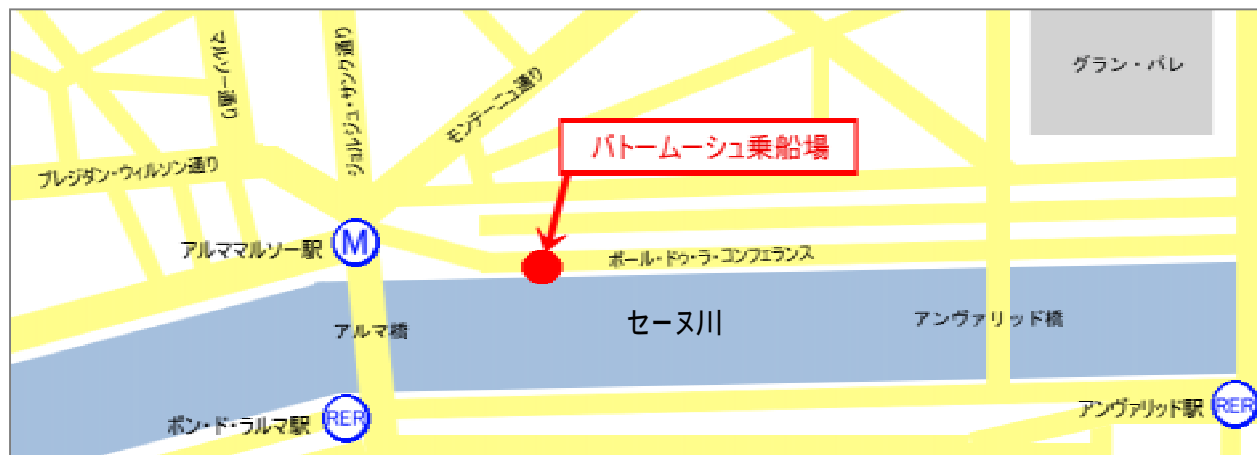 マルソー通り
ジョルジュ・サンク通り
モンテーニュ通り
グラン・パレ
バトームーシュ乗船場
プレジダン・ウィルソン通り
アルママルソー駅
M
ポール・ドゥ・ラ・コンフェランス
セーヌ川
アンヴァリッド橋
アルマ橋
ポン・ド・ラルマ駅
RER
アンヴァリッド駅
RER